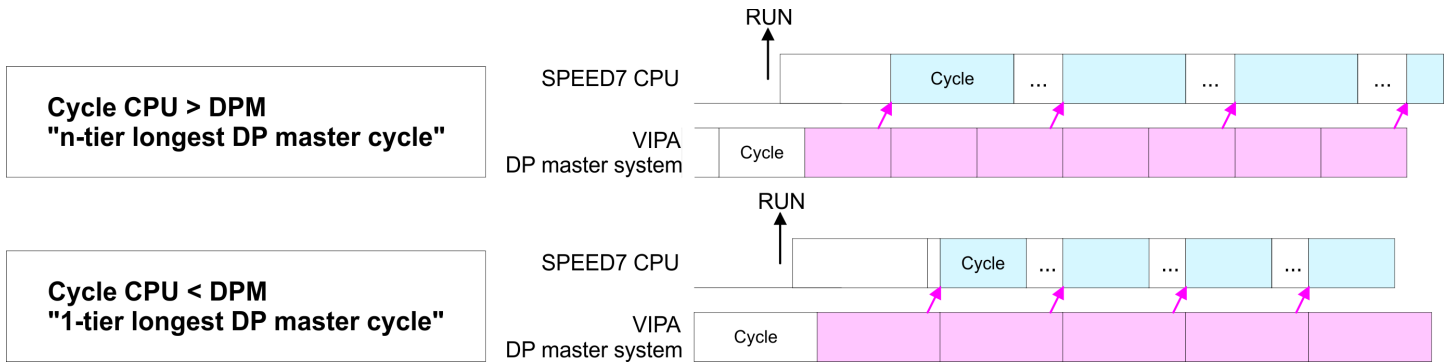 RUN
SPEED7 CPU
Cycle
...
...
...
Cycle CPU > DPM
"n-tier longest DP master cycle"
VIPA
DP master system
Cycle
RUN
SPEED7 CPU
Cycle
...
...
...
Cycle CPU < DPM
"1-tier longest DP master cycle"
VIPA
DP master system
Cycle